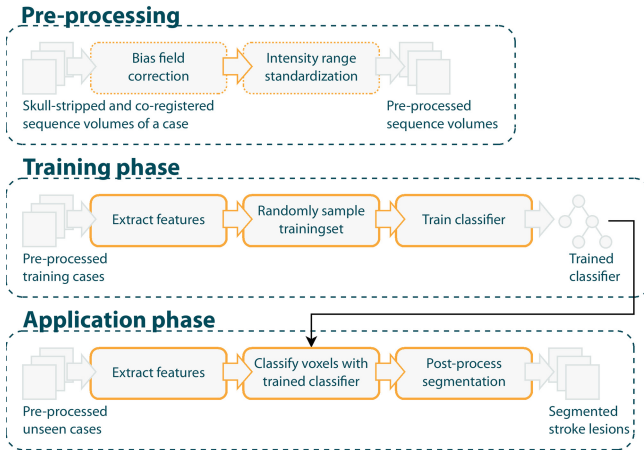 Pre-processing
Bias field
correction
Intensity range
standardization
Skull-stripped and co-registered
sequence volumes of a case
Pre-processed
sequence volumes
Training phase
Extract features
Randomly sample
trainingset
Train classifier
Pre-processed
training cases
Trained
classifier
Application phase
Extract features
Classify voxels with
trained classifier
Post-process
segmentation
Pre-processed
unseen cases
Segmented
stroke lesions